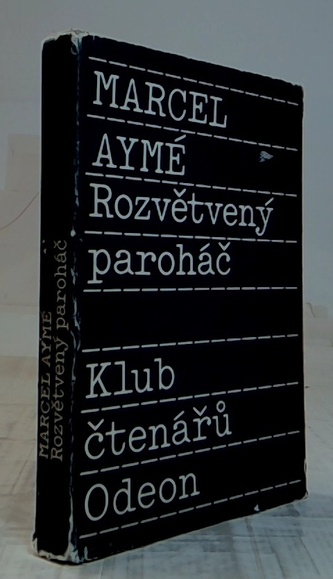 MARCEL
AYMÉ
Rozvětvený
paroháč
Klub
čtenářů
Odeon
MARCEL AYMÉ
Rozvětvený paroháč